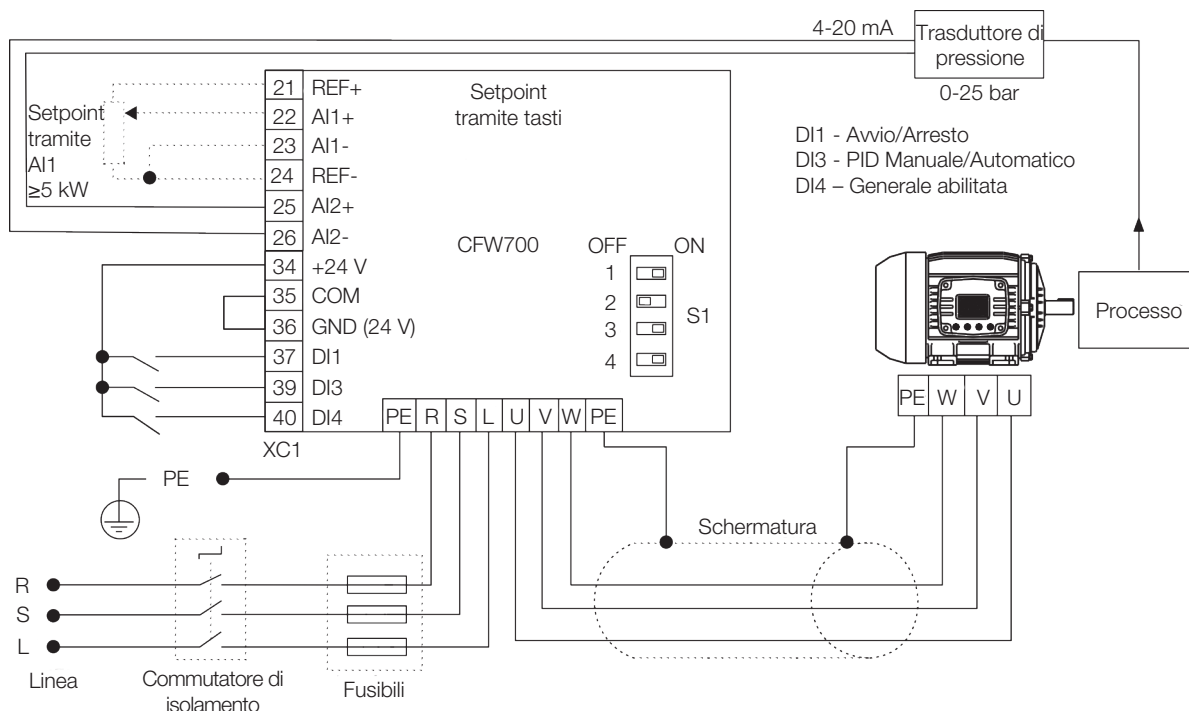 4-20 mA
Trasduttore di
pressione
0-25 bar
21 REF+
22 AI1+
23 AI1-
24 REF-
25 AI2+
26 AI2-
34 +24 V
35 COM
36 GND (24 V)
37 DI1
39 DI3
40 DI4
XC1
Setpoint
tramite
AI1
≥5 kW
Setpoint
tramite tasti
CFW700
OFF ON
1
2
3
4
S1
DI1 - Avvio/Arresto
DI3 - PID Manuale/Automatico
DI4 – Generale abilitata
Processo
PE W V U
PE R S L U V W PE
PE
Schermatura
R
S
L
Linea
Commutatore di
isolamento
Fusibili